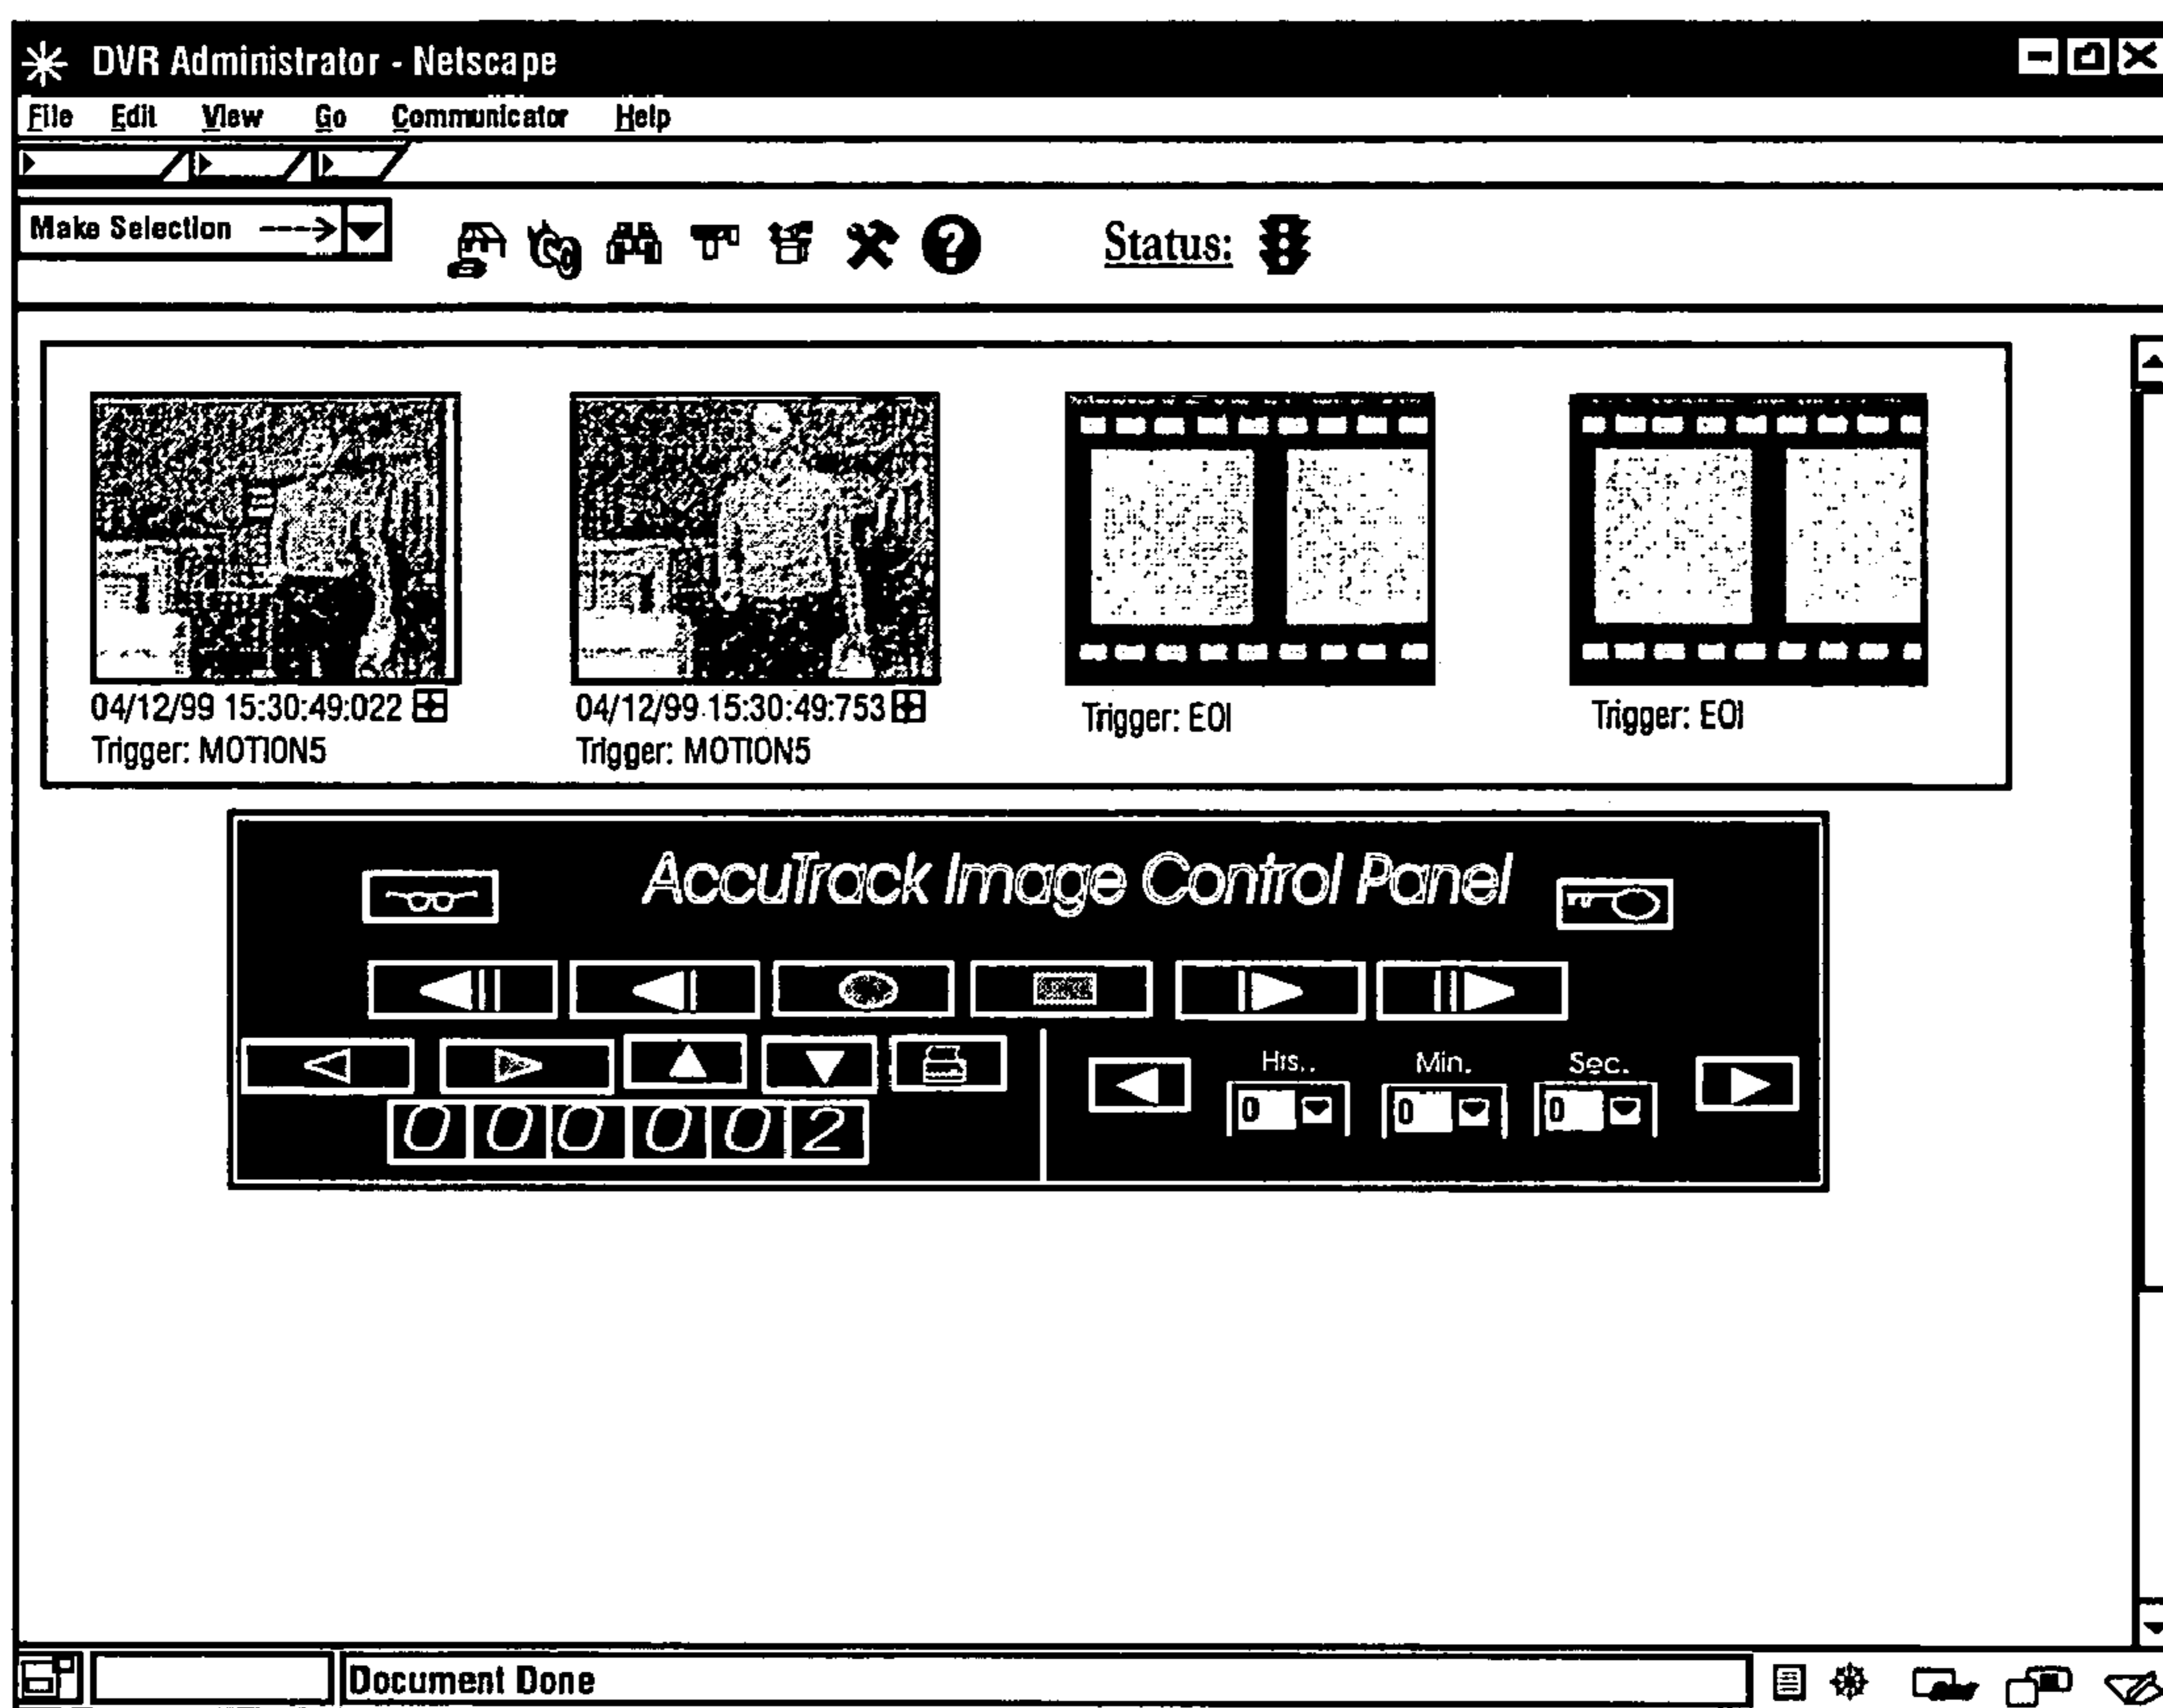 DVR Administrator - Netscape
File Edit View Go Communicator Help
Make Selection --->
Status:
04/12/99 15:30:49:022
Trigger: MOTION5
04/12/99 15:30:49:753
Trigger: MOTION5
Trigger: EOI
Trigger: EOI
AccuTrack Image Control Panel
Hrs.. Min. Sec.
0 0 0
000002
Document Done